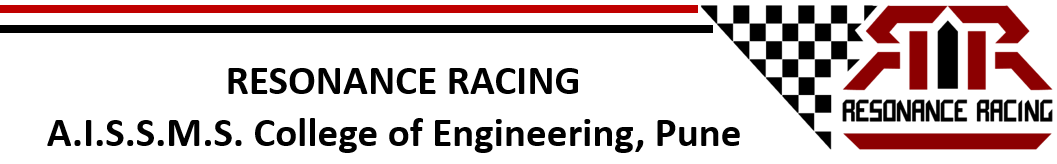 RESONANCE RACING
A.I.S.S.M.S. College of Engineering, Pune
RESONANCE RACING